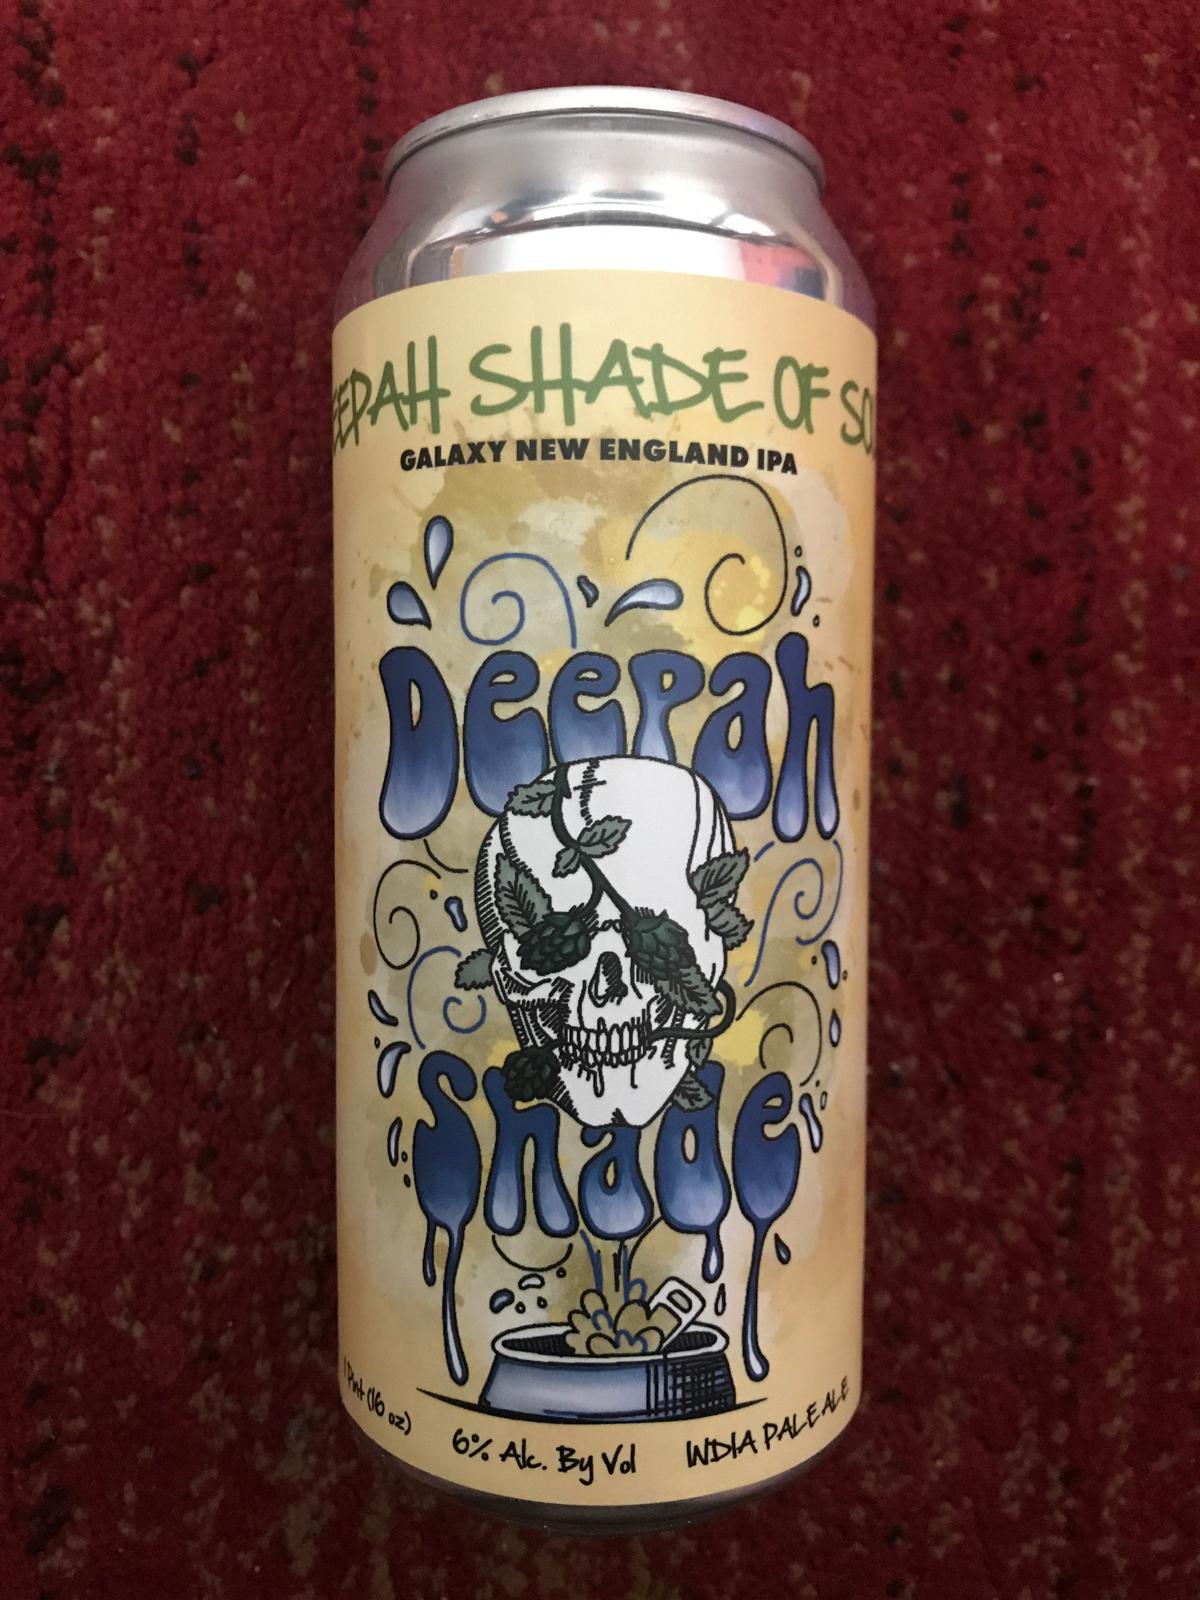 EEPAH SHADE OF SO
GALAXY NEW ENGLAND IPA
Deepah
Shade
1 Pint (16 oz)
6% Alc. By Vol
INDIA PALE ALE